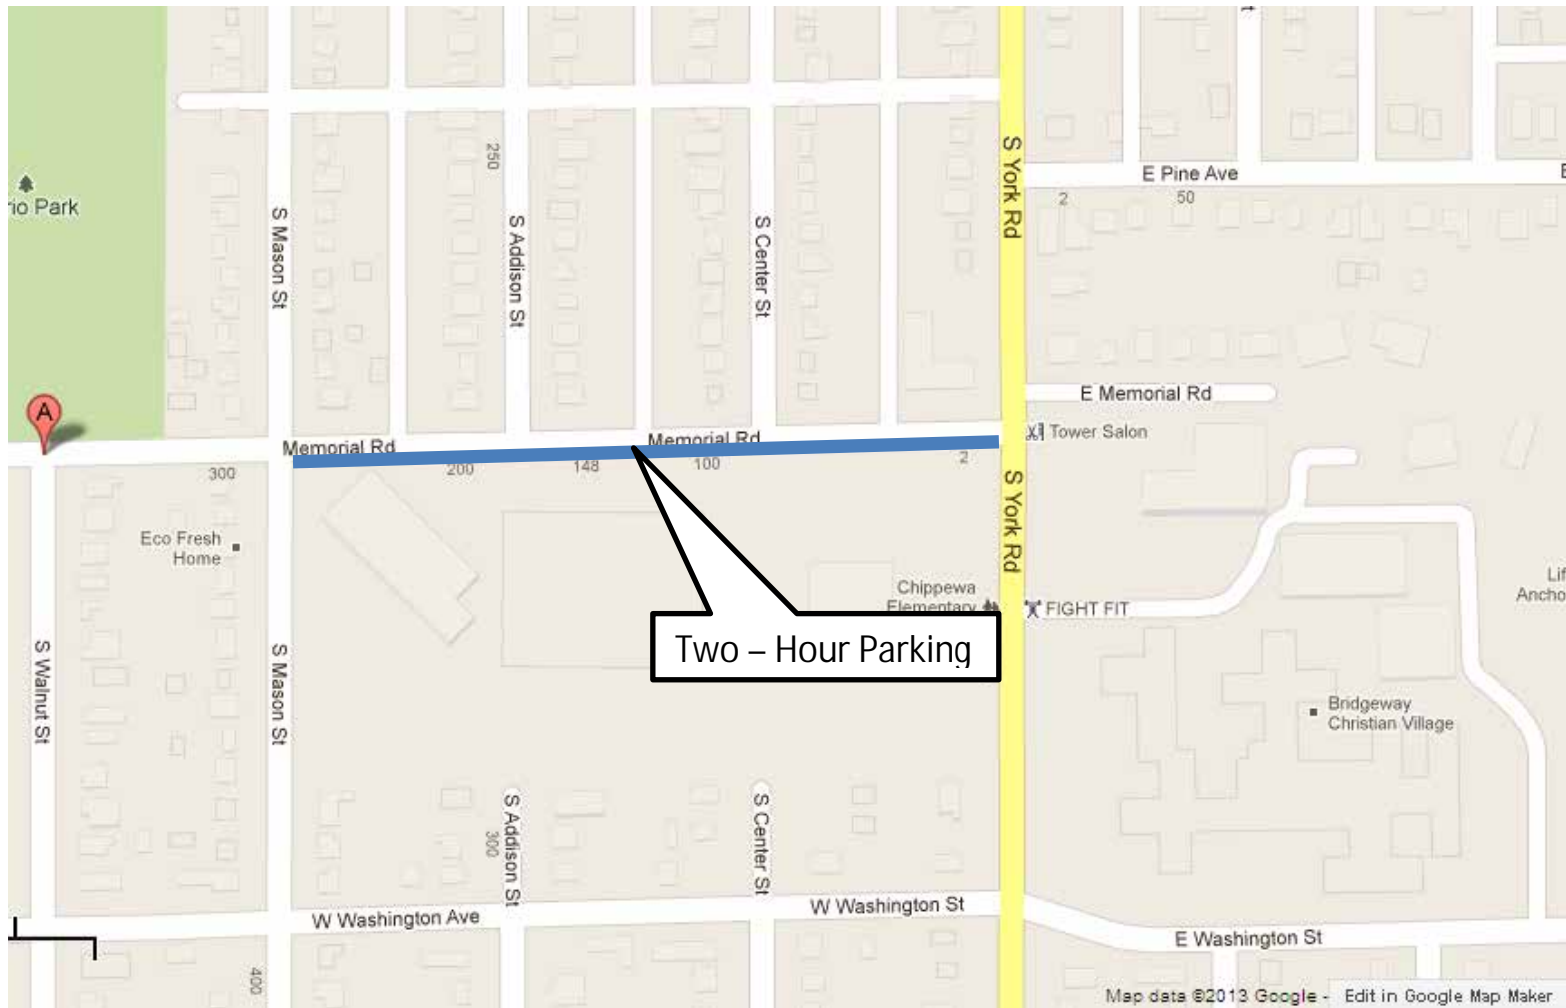 rio Park
S Mason St
250
S Addison St
S Center St
S York Rd
E Pine Ave
2
50
E Memorial Rd
Tower Salon
A
Memorial Rd
Memorial Rd
300
200
148
100
2
S York Rd
Eco Fresh
Home
Chippewa
Elementary
FIGHT FIT
Lif
Ancho
Two – Hour Parking
S Walnut St
S Mason St
Bridgeway
Christian Village
S Addison St
300
S Center St
W Washington Ave
W Washington St
E Washington St
400
Map data ©2013 Google - Edit in Google Map Maker